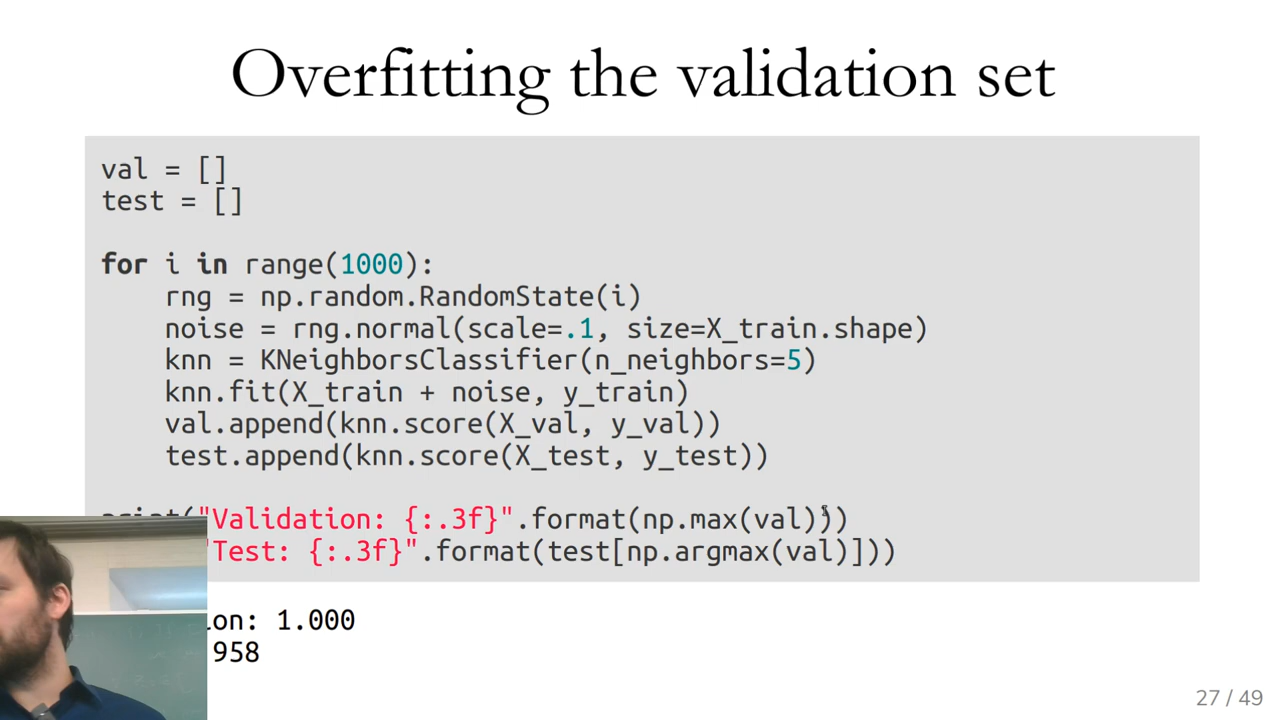 Overfitting the validation set
val = []
test = []
for i in range(1000):
    rng = np.random.RandomState(i)
    noise = rng.normal(scale=.1, size=X_train.shape)
    knn = KNeighborsClassifier(n_neighbors=5)
    knn.fit(X_train + noise, y_train)
    val.append(knn.score(X_val, y_val))
    test.append(knn.score(X_test, y_test))
print("Validation: {:.3f}".format(np.max(val)))
"Test: {:.3f}".format(test[np.argmax(val)]))
ion: 1.000
958
27 / 49